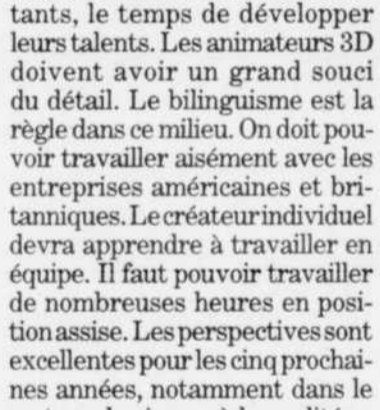 tants, le temps de développer
leurs talents. Les animateurs 3D
doivent avoir un grand souci
du détail. Le bilinguisme est la
règle dans ce milieu. On doit pou-
voir travailler aisément avec les
entreprises américaines et bri-
tanniques. Le créateur individuel
devra apprendre à travailler en
équipe. Il faut pouvoir travailler
de nombreuses heures en posi-
tion assise. Les perspectives sont
excellentes pour les cinq prochai-
nes années, notamment dans le